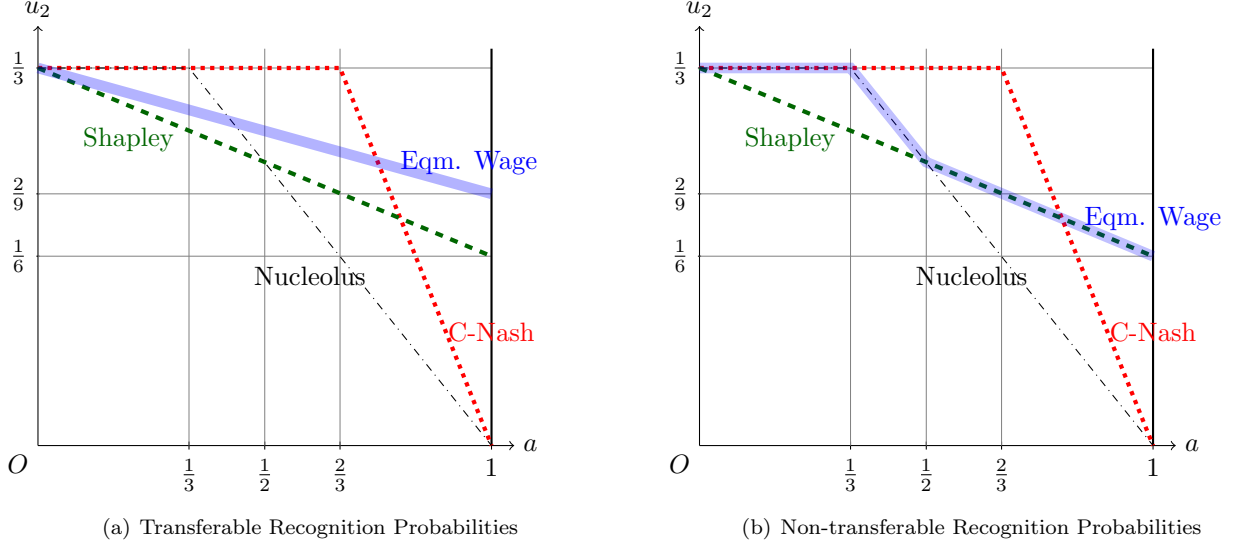 u₂
1/3
2/9
1/6
O
1/3
1/2
2/3
1
a
Shapley
Eqm. Wage
Nucleolus
C-Nash
(a) Transferable Recognition Probabilities
u₂
1/3
2/9
1/6
O
1/3
1/2
2/3
1
a
Shapley
Eqm. Wage
Nucleolus
C-Nash
(b) Non-transferable Recognition Probabilities